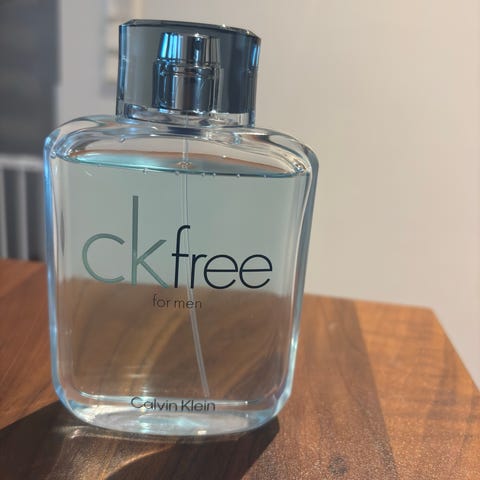 ckfree
for men
Calvin Klein